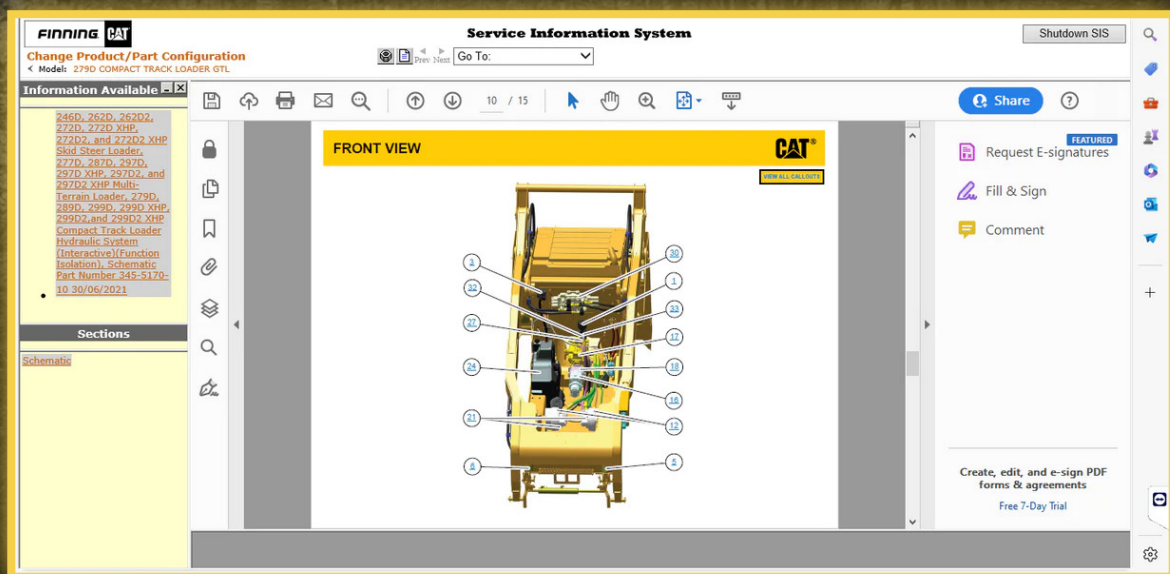 FINNING CAT
Service Information System
Shutdown SIS
Change Product/Part Configuration
< Model: 279D COMPACT TRACK LOADER GTL
Prev Next
Go To:
Information Available
246D, 262D, 262D2,
272D, 272D XHP,
272D2, and 272D2 XHP
Skid Steer Loader,
277D, 287D, 297D,
297D XHP, 297D2, and
297D2 XHP Multi-
Terrain Loader, 279D,
289D, 299D, 299D XHP,
299D2,and 299D2 XHP
Compact Track Loader
Hydraulic System
(Interactive)(Function
Isolation), Schematic
Part Number 345-5170-
10 30/06/2021
Sections
Schematic
10 / 15
Share
FRONT VIEW
CAT®
VIEW ALL CALLOUTS
3
30
32
1
27
33
17
24
18
16
21
12
6
5
FEATURED
Request E-signatures
Fill & Sign
Comment
Create, edit, and e-sign PDF
forms & agreements
Free 7-Day Trial